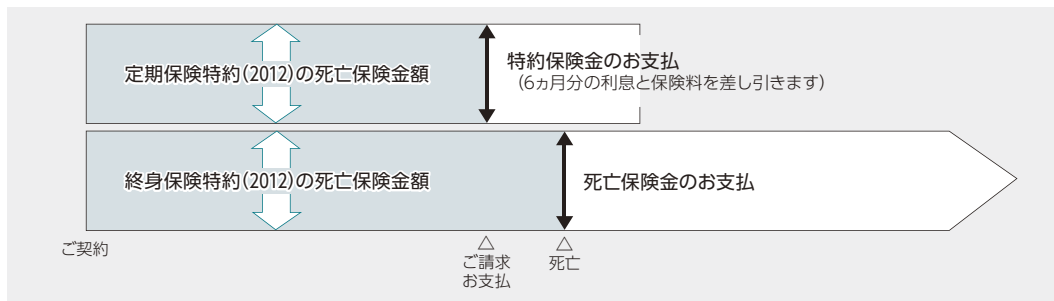 定期保険特約(2012)の死亡保険金額
特約保険金のお支払
(6ヵ月分の利息と保険料を差し引きます)
終身保険特約(2012)の死亡保険金額
死亡保険金のお支払
ご契約
△
ご請求
お支払
△
死亡